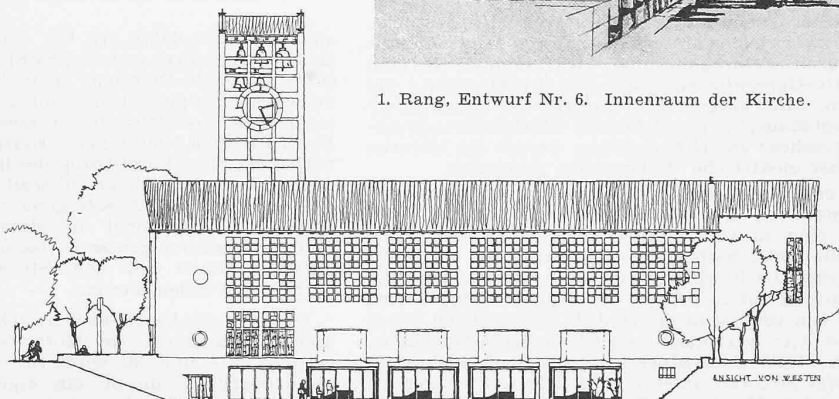 1. Rang, Entwurf Nr. 6. Innenraum der Kirche.
ANSICHT VON WESTEN